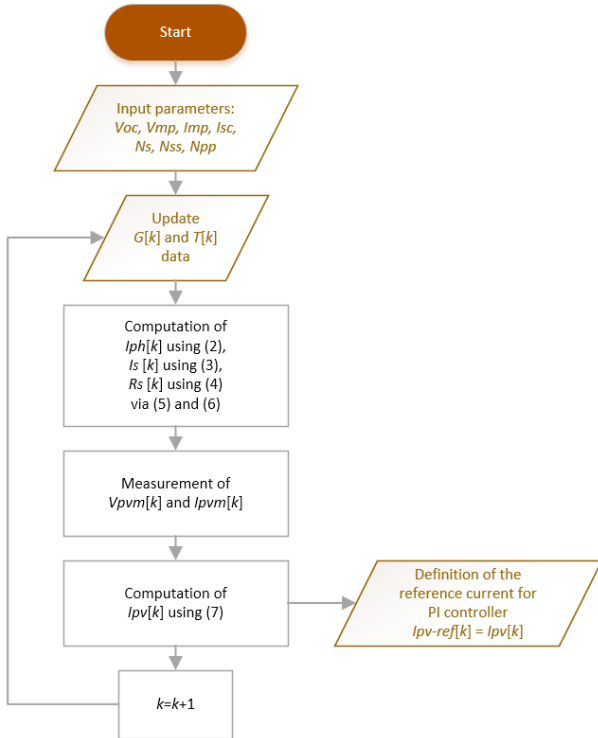 Start
Input parameters:
Voc, Vmp, Imp, Isc,
Ns, Nss, Npp
Update
G[k] and T[k]
data
Computation of
Iph[k] using (2),
Is [k] using (3),
Rs [k] using (4)
via (5) and (6)
Measurement of
Vpvm[k] and Ipvm[k]
Computation of
Ipv[k] using (7)
Definition of the
reference current for
PI controller
Ipv-ref[k] = Ipv[k]
k=k+1